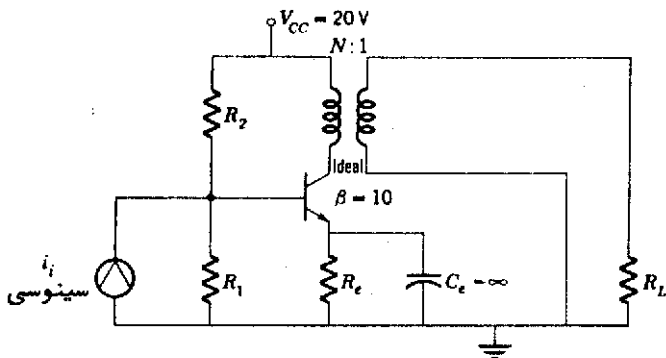 V_CC = 20 V
N : 1
R_2
Ideal
β = 10
i_i
سینوسی
R_1
R_e
C_e → ∞
R_L